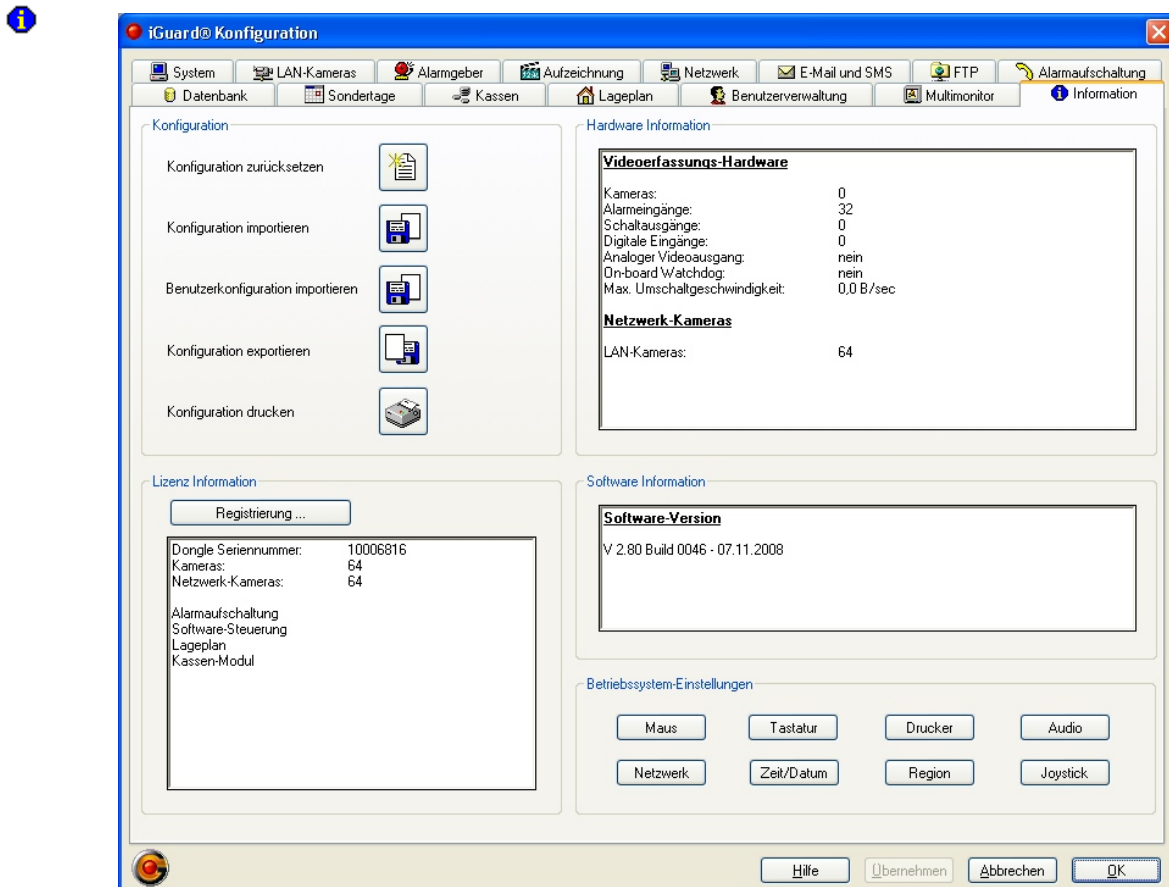 iGuard® Konfiguration
System
LAN-Kameras
Alarmgeber
Aufzeichnung
Netzwerk
E-Mail und SMS
FTP
Alarmaufschaltung
Datenbank
Sondertage
Kassen
Lageplan
Benutzerverwaltung
Multimonitor
Information
Konfiguration
Konfiguration zurücksetzen
Konfiguration importieren
Benutzerkonfiguration importieren
Konfiguration exportieren
Konfiguration drucken
Hardware Information
Videoerfassungs-Hardware
Kameras: 0
Alarmeingänge: 32
Schaltausgänge: 0
Digitale Eingänge: 0
Analoger Videoausgang: nein
On-board Watchdog: nein
Max. Umschaltgeschwindigkeit: 0,0 B/sec
Netzwerk-Kameras
LAN-Kameras: 64
Lizenz Information
Registrierung ...
Dongle Seriennummer: 10006816
Kameras: 64
Netzwerk-Kameras: 64
Alarmaufschaltung
Software-Steuerung
Lageplan
Kassen-Modul
Software Information
Software-Version
V 2.80 Build 0046 - 07.11.2008
Betriebssystem-Einstellungen
Maus
Tastatur
Drucker
Audio
Netzwerk
Zeit/Datum
Region
Joystick
Hilfe
Übernehmen
Abbrechen
OK